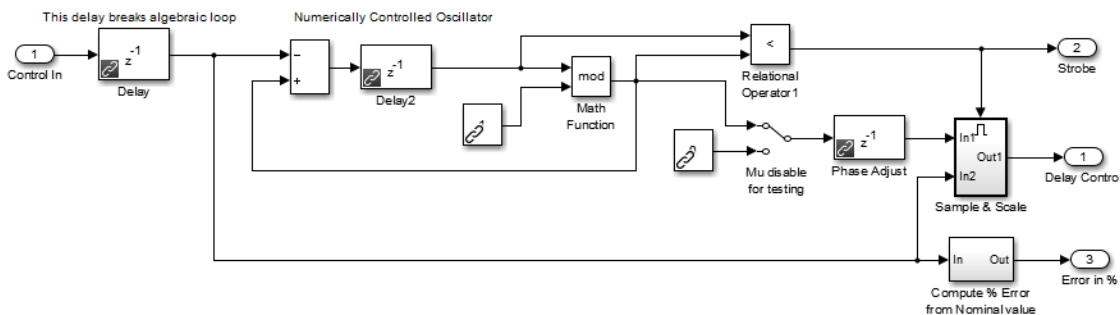 This delay breaks algebraic loop
Numerically Controlled Oscillator
1
Control In
z-1
Delay
−
+
z-1
Delay2
mod
Math
Function
<
Relational
Operator1
2
Strobe
Mu disable
for testing
z-1
Phase Adjust
In1
In2
Out1
Sample & Scale
1
Delay Contro
In
Out
Compute % Error
from Nominal value
3
Error in %